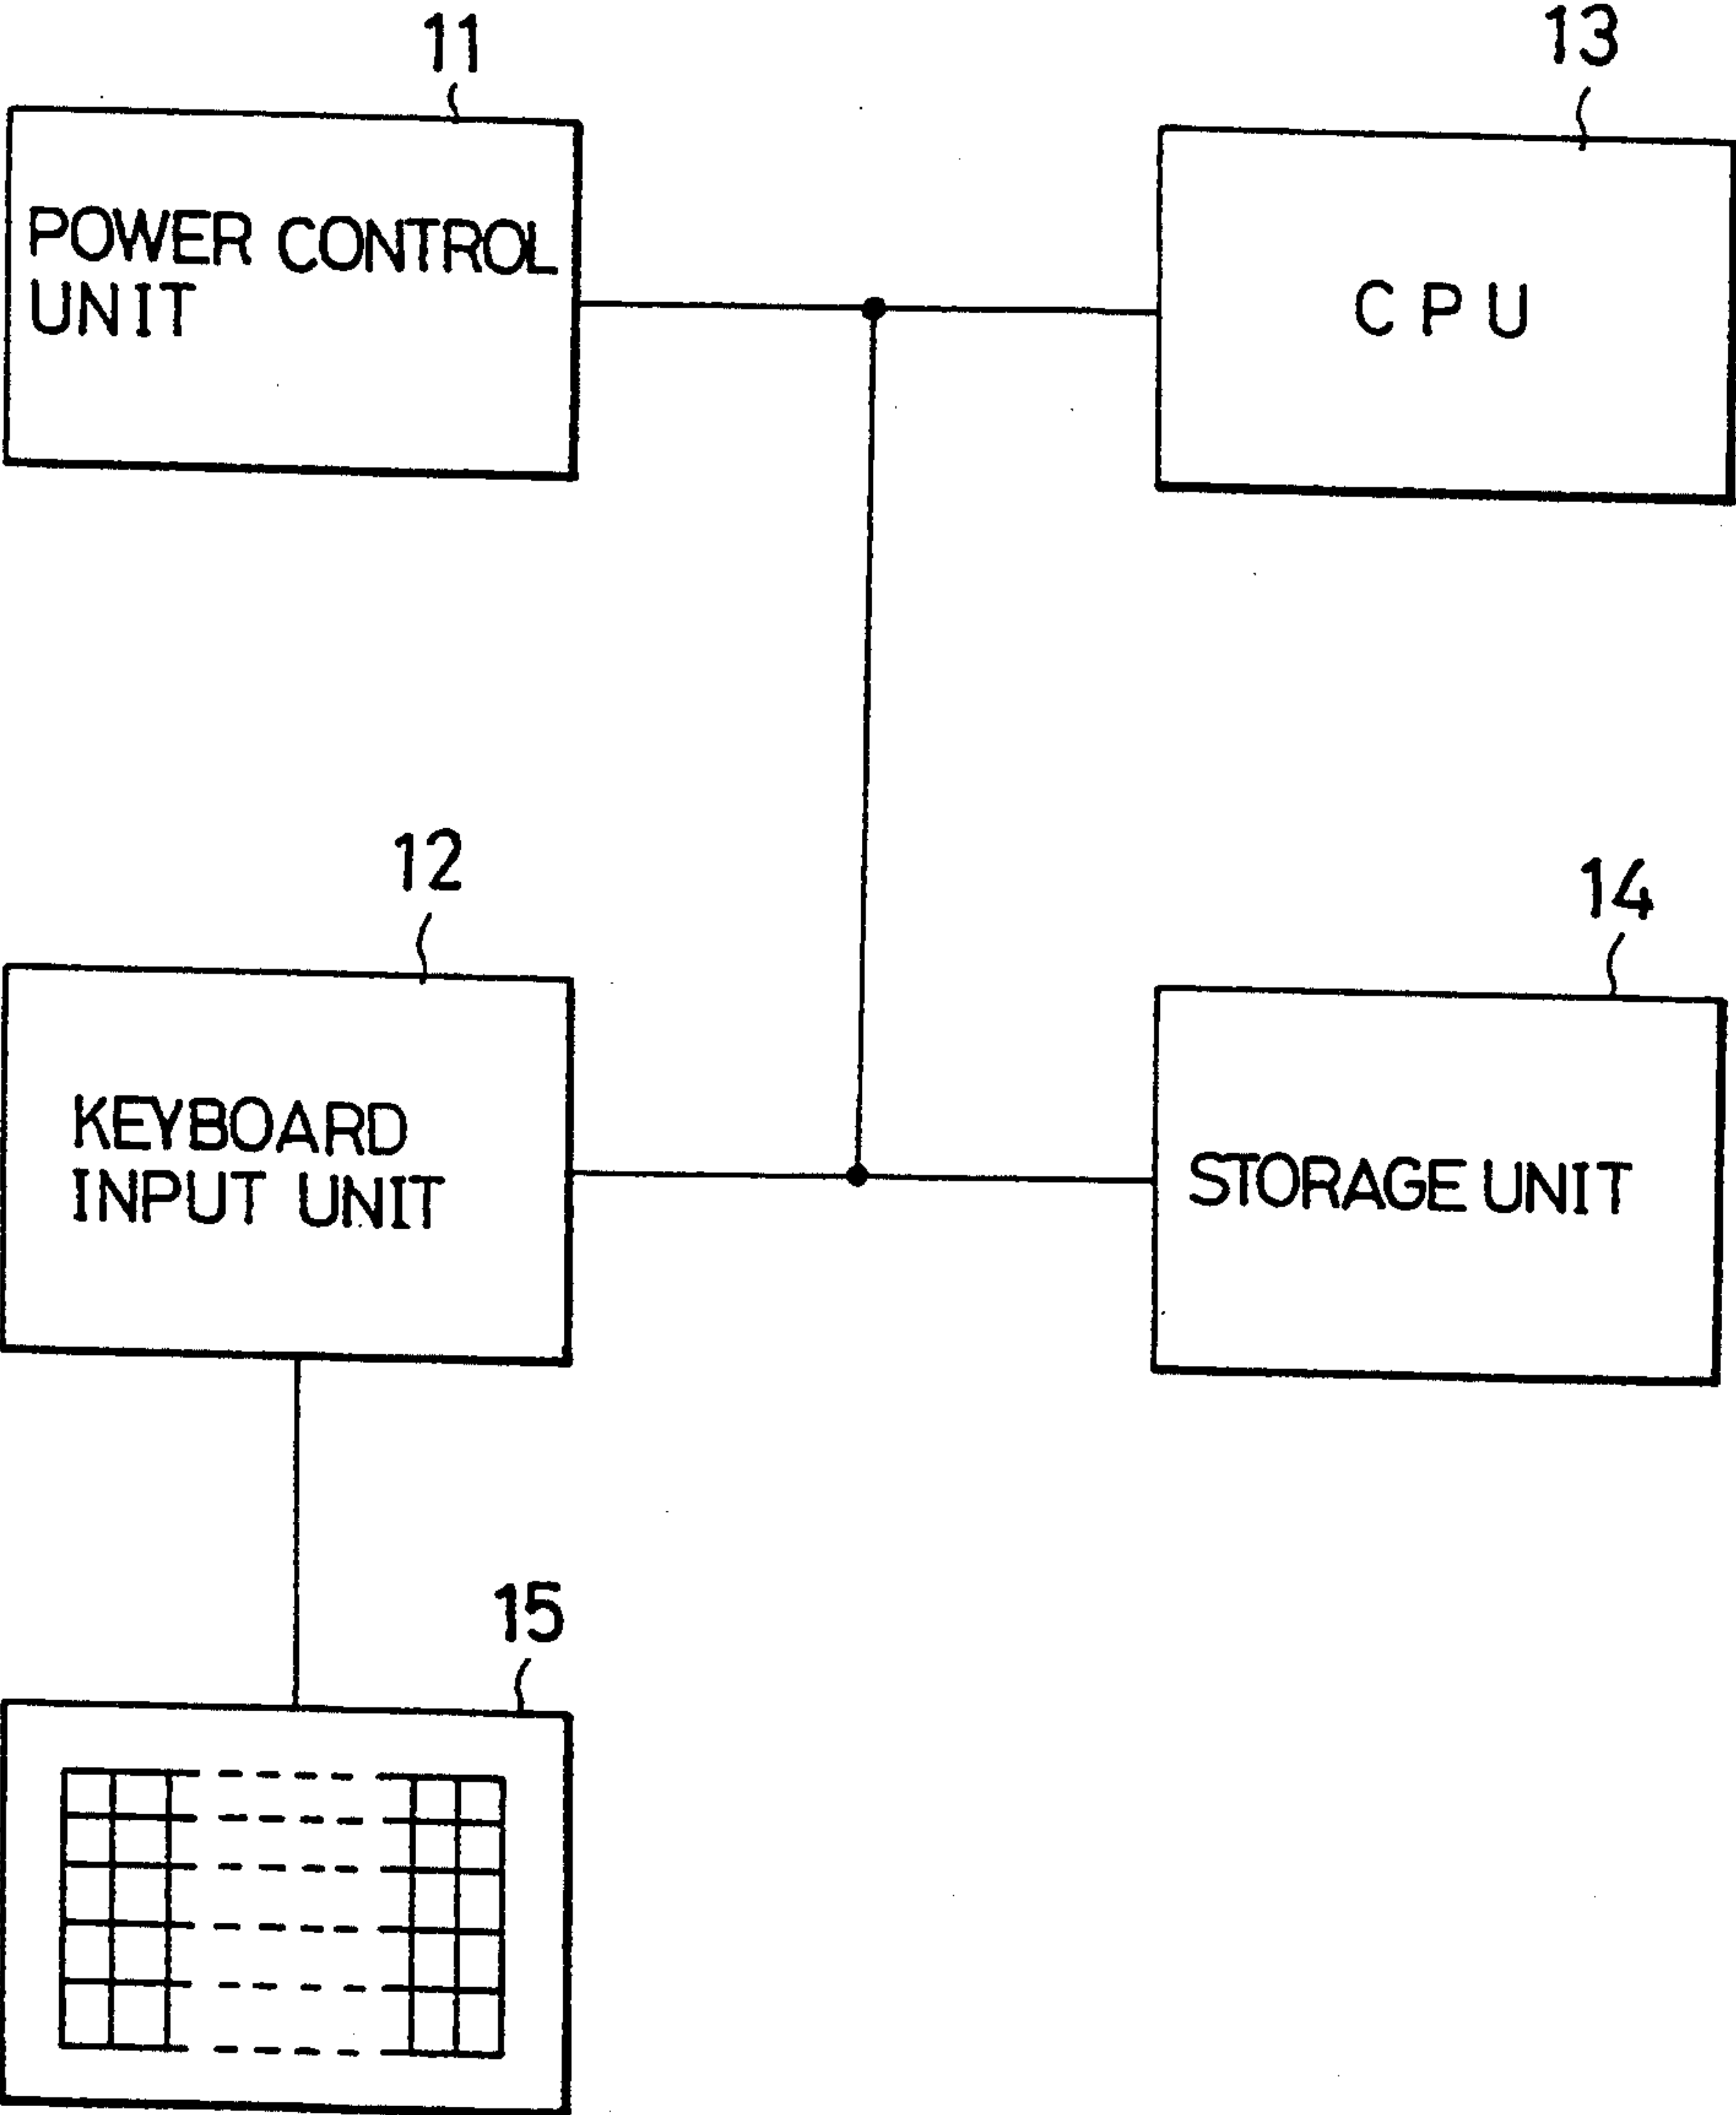 11
POWER CONTROL
UNIT
13
CPU
12
KEYBOARD
INPUT UNIT
14
STORAGE UNIT
15